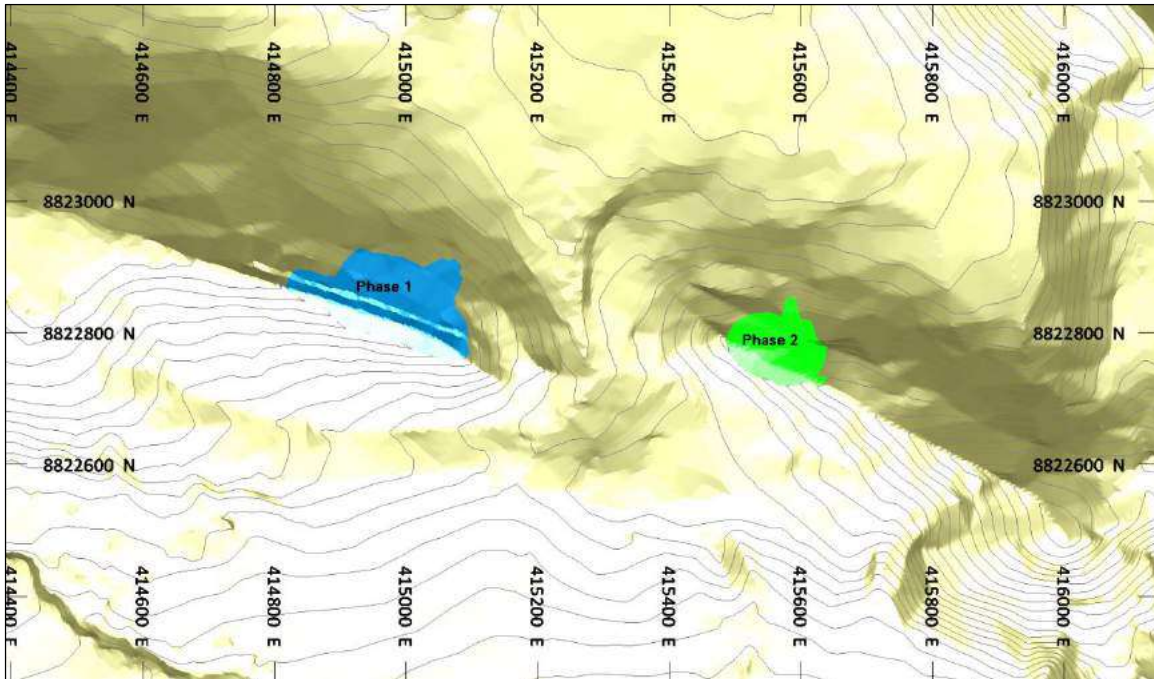 414400 E
414600 E
414800 E
415000 E
415200 E
415400 E
415600 E
415800 E
416000 E
8823000 N
8823000 N
Phase 1
8822800 N
Phase 2
8822800 N
8822600 N
8822600 N
414400 E
414600 E
414800 E
415000 E
415200 E
415400 E
415600 E
415800 E
416000 E